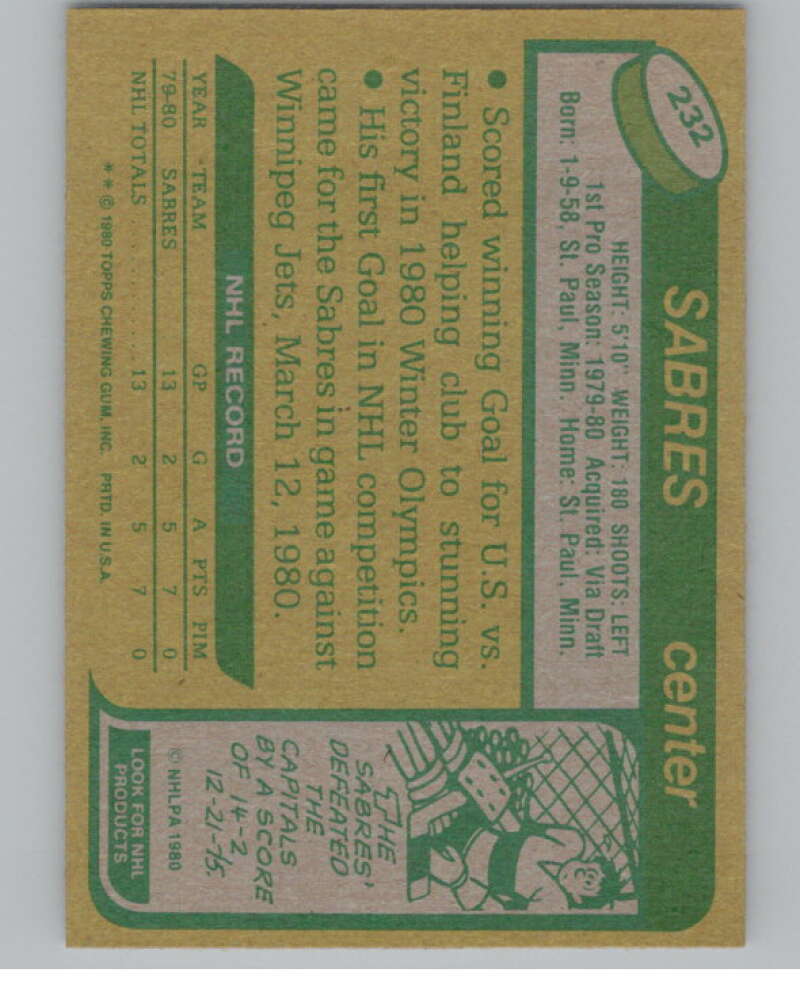 232
SABRES center
HEIGHT: 5'10" WEIGHT: 180 SHOOTS: LEFT
1st Pro Season: 1979-80 Acquired: Via Draft
Born: 1-9-58, St. Paul, Minn. Home: St. Paul, Minn.
• Scored winning Goal for U.S. vs.
Finland helping club to stunning
victory in 1980 Winter Olympics.
• His first Goal in NHL competition
came for the Sabres in game against
Winnipeg Jets, March 12, 1980.
NHL RECORD
YEAR TEAM GP G A PTS PIM
79-80 SABRES 13 2 5 7 0
NHL TOTALS . . . . . . . . . . . 13 2 5 7 0
* * © 1980 TOPPS CHEWING GUM, INC. PRTD. IN U.S.A.
THE
SABRES'
DEFEATED
THE
CAPITALS
BY A SCORE
OF 14-2
12-21-75.
© NHLPA 1980
LOOK FOR NHL
PRODUCTS